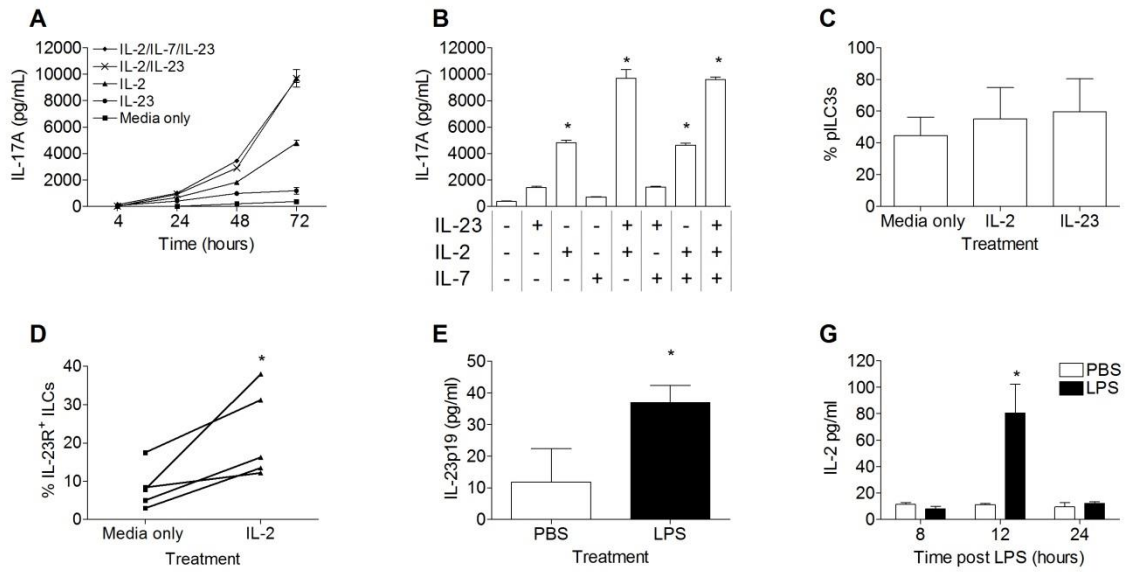 A
IL-17A (pg/mL)
12000
10000
8000
6000
4000
2000
0
IL-2/IL-7/IL-23
IL-2/IL-23
IL-2
IL-23
Media only
4 24 48 72
Time (hours)
B
IL-17A (pg/mL)
12000
10000
8000
6000
4000
2000
0
* * * * *
IL-23 - + - - + + - +
IL-2 - - + - + - + +
IL-7 - - - + - + + +
C
% pILC3s
100
80
60
40
20
0
Media only IL-2 IL-23
Treatment
D
% IL-23R⁺ ILCs
40
30
20
10
0
*
Media only IL-2
Treatment
E
IL-23p19 (pg/ml)
50
40
30
20
10
0
*
PBS LPS
Treatment
G
IL-2 pg/ml
120
100
80
60
40
20
0
*
PBS
LPS
8 12 24
Time post LPS (hours)